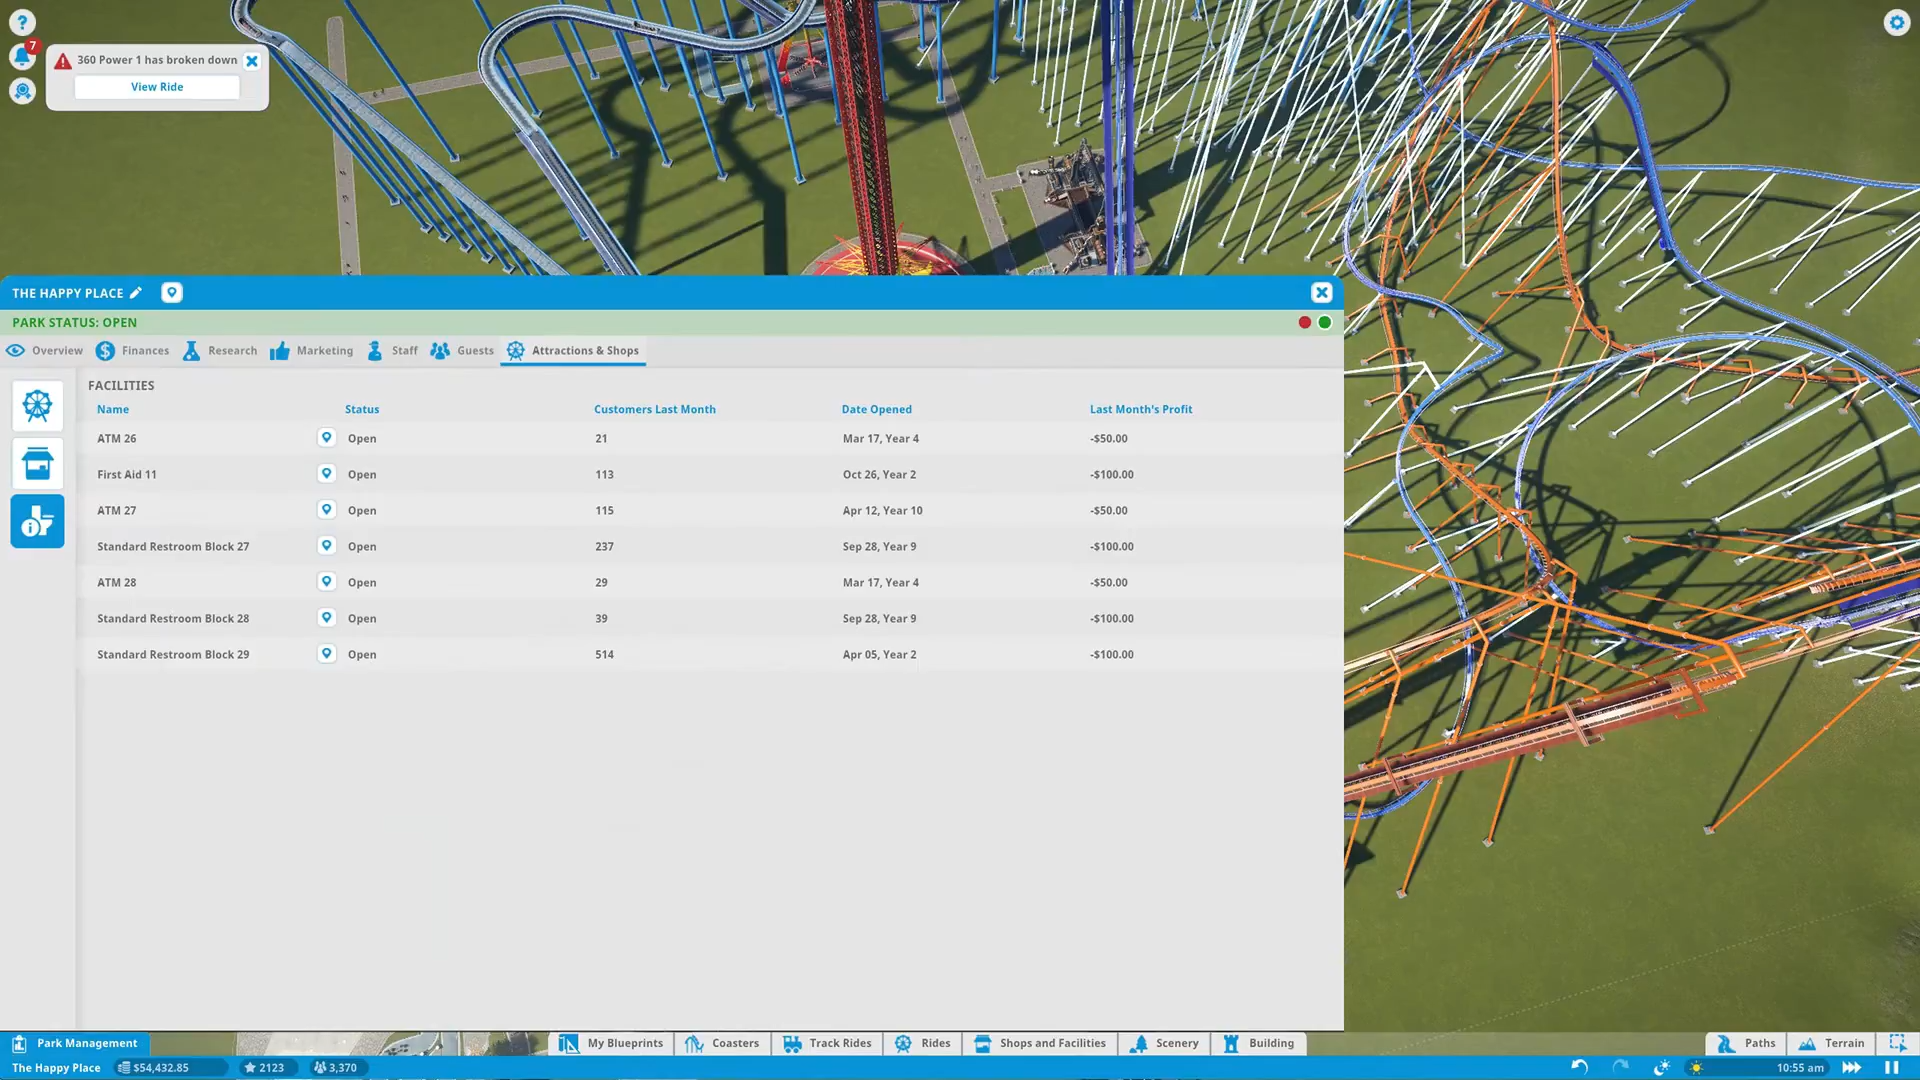 ?
7
360 Power 1 has broken down
View Ride
THE HAPPY PLACE
PARK STATUS: OPEN
Overview Finances Research Marketing Staff Guests Attractions & Shops
FACILITIES
Name Status Customers Last Month Date Opened Last Month's Profit
ATM 26 Open 21 Mar 17, Year 4 -$50.00
First Aid 11 Open 113 Oct 26, Year 2 -$100.00
ATM 27 Open 115 Apr 12, Year 10 -$50.00
Standard Restroom Block 27 Open 237 Sep 28, Year 9 -$100.00
ATM 28 Open 29 Mar 17, Year 4 -$50.00
Standard Restroom Block 28 Open 39 Sep 28, Year 9 -$100.00
Standard Restroom Block 29 Open 514 Apr 05, Year 2 -$100.00
Park Management My Blueprints Coasters Track Rides Rides Shops and Facilities Scenery Building Paths Terrain
The Happy Place $54,432.85 2123 3,370 10:55 am